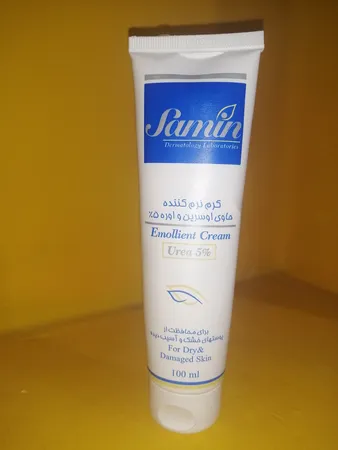 Samin
Dermatology Laboratories
کرم نرم کننده
حاوی اوسرین و اوره ۵٪
Emollient Cream
Urea 5%
برای محافظت از
پوستهای خشک و آسیب دیده
For Dry&
Damaged Skin
100 ml